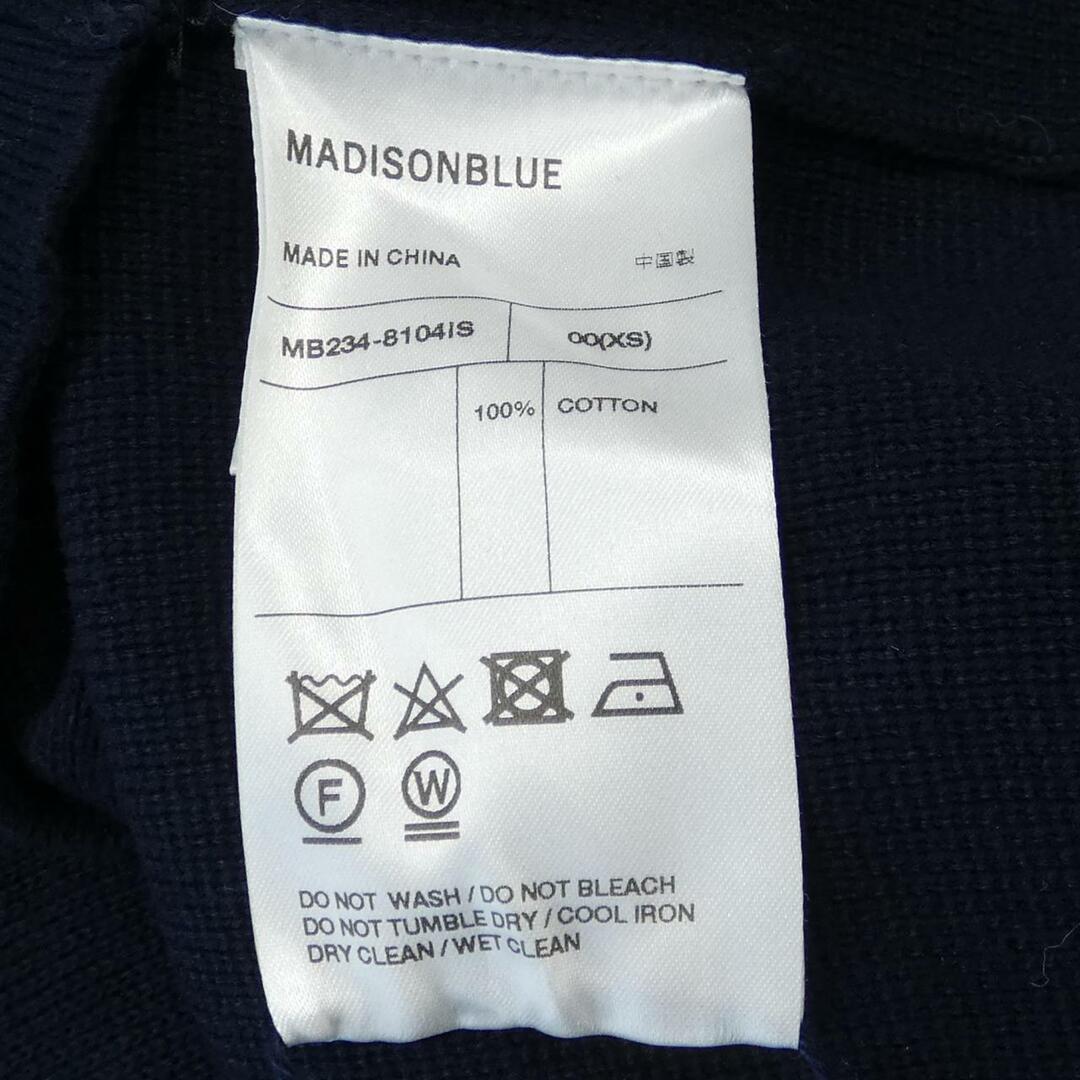 MADISONBLUE
MADE IN CHINA 中国製
MB234-8104IS 00(XS)
100% COTTON
F W
DO NOT WASH / DO NOT BLEACH
DO NOT TUMBLE DRY / COOL IRON
DRY CLEAN / WET CLEAN